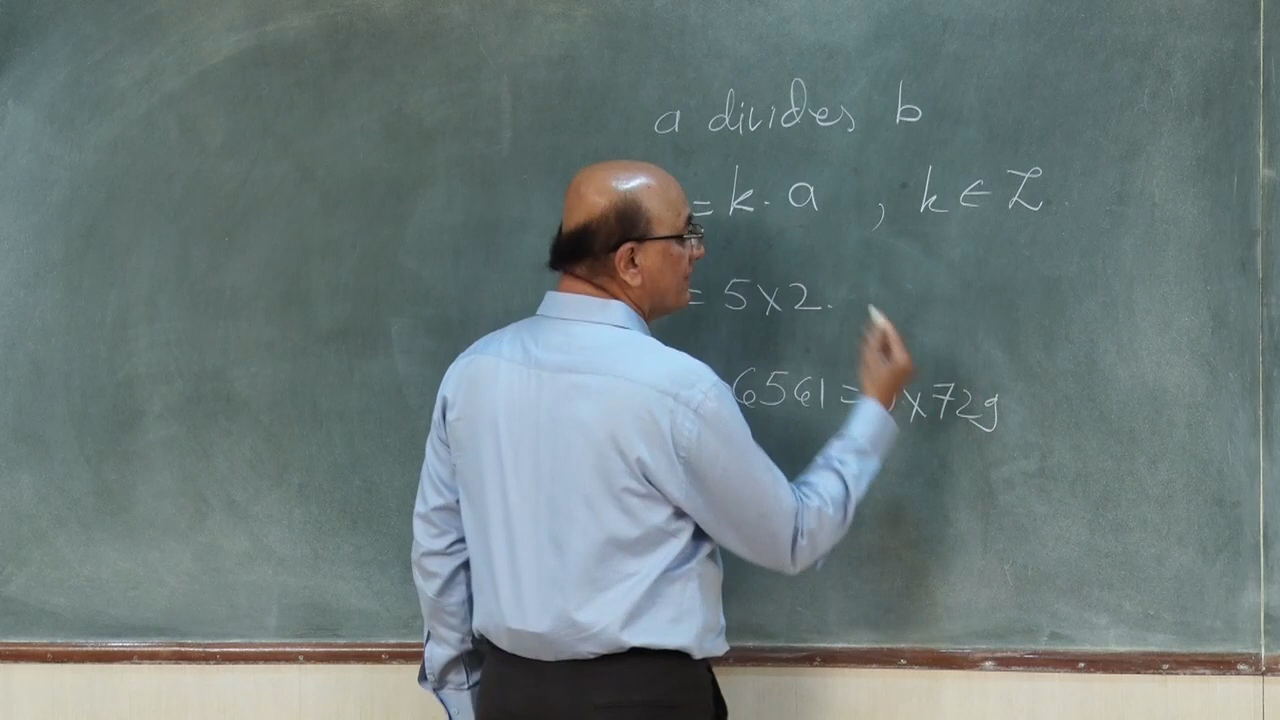 a divides b
= k. a , k ∈ Z.
= 5x2.
6561 = x729